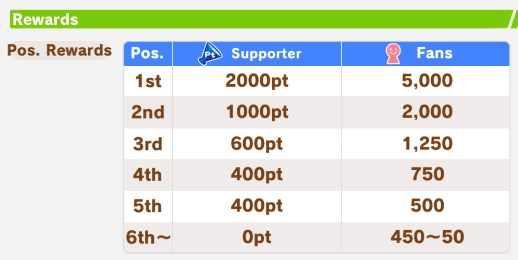 Rewards
Pos. Rewards
Pos. Pt Supporter Fans
1st 2000pt 5,000
2nd 1000pt 2,000
3rd 600pt 1,250
4th 400pt 750
5th 400pt 500
6th~ 0pt 450~50